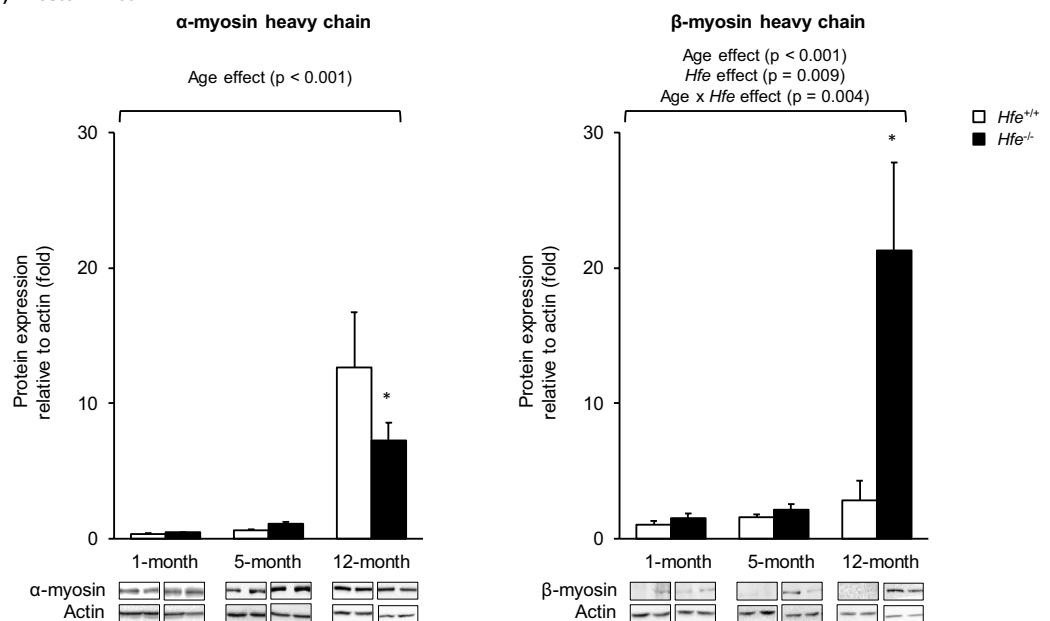 α-myosin heavy chain
Age effect (p < 0.001)
30
20
10
0
Protein expression
relative to actin (fold)
*
1-month 5-month 12-month
α-myosin
Actin
β-myosin heavy chain
Age effect (p < 0.001)
Hfe effect (p = 0.009)
Age x Hfe effect (p = 0.004)
30
20
10
0
Protein expression
relative to actin (fold)
*
1-month 5-month 12-month
β-myosin
Actin
Hfe+/+
Hfe-/-